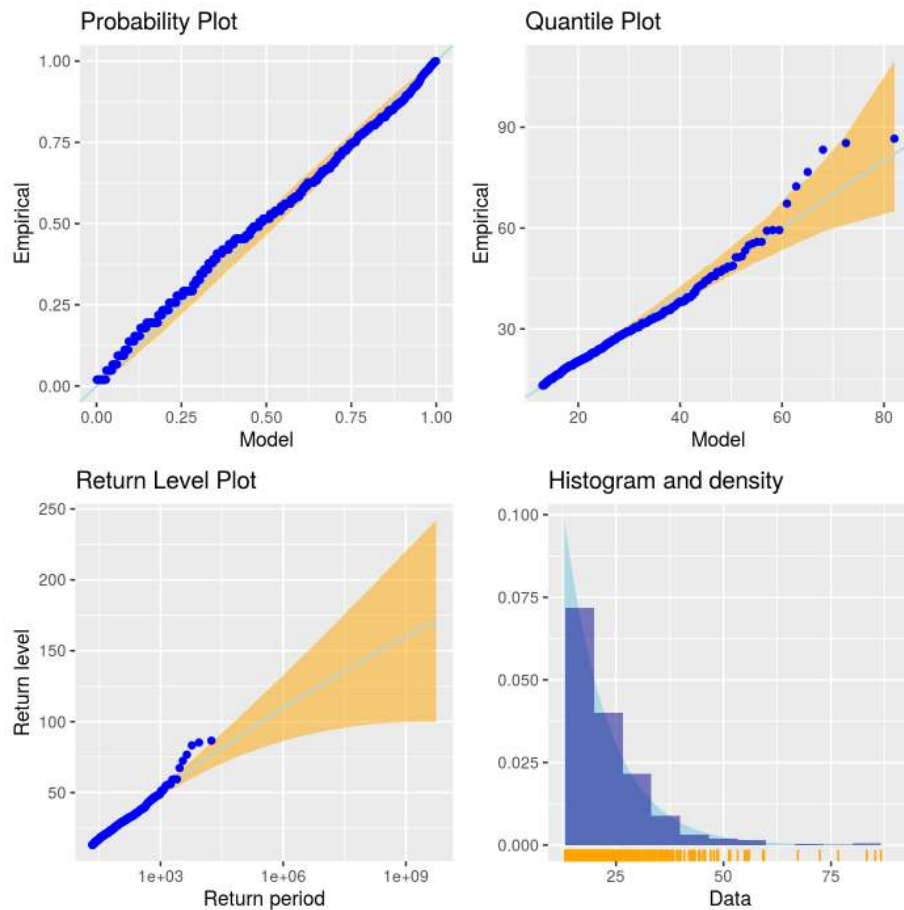 Probability Plot
1.00
0.75
0.50
0.25
0.00
Empirical
0.00 0.25 0.50 0.75 1.00
Model
Quantile Plot
90
60
30
Empirical
20 40 60 80
Model
Return Level Plot
250
200
150
100
50
Return level
1e+03 1e+06 1e+09
Return period
Histogram and density
0.100
0.075
0.050
0.025
0.000
25 50 75
Data